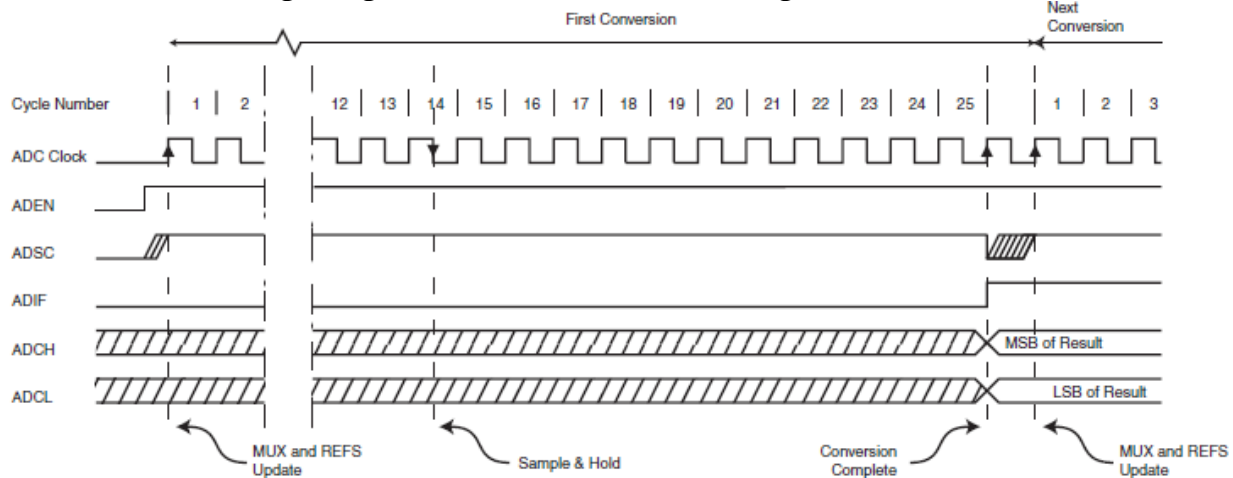 First Conversion
Next
Conversion
Cycle Number 1 2 12 13 14 15 16 17 18 19 20 21 22 23 24 25 1 2 3
ADC Clock
ADEN
ADSC
ADIF
ADCH
MSB of Result
ADCL
LSB of Result
MUX and REFS
Update
Sample & Hold
Conversion
Complete
MUX and REFS
Update